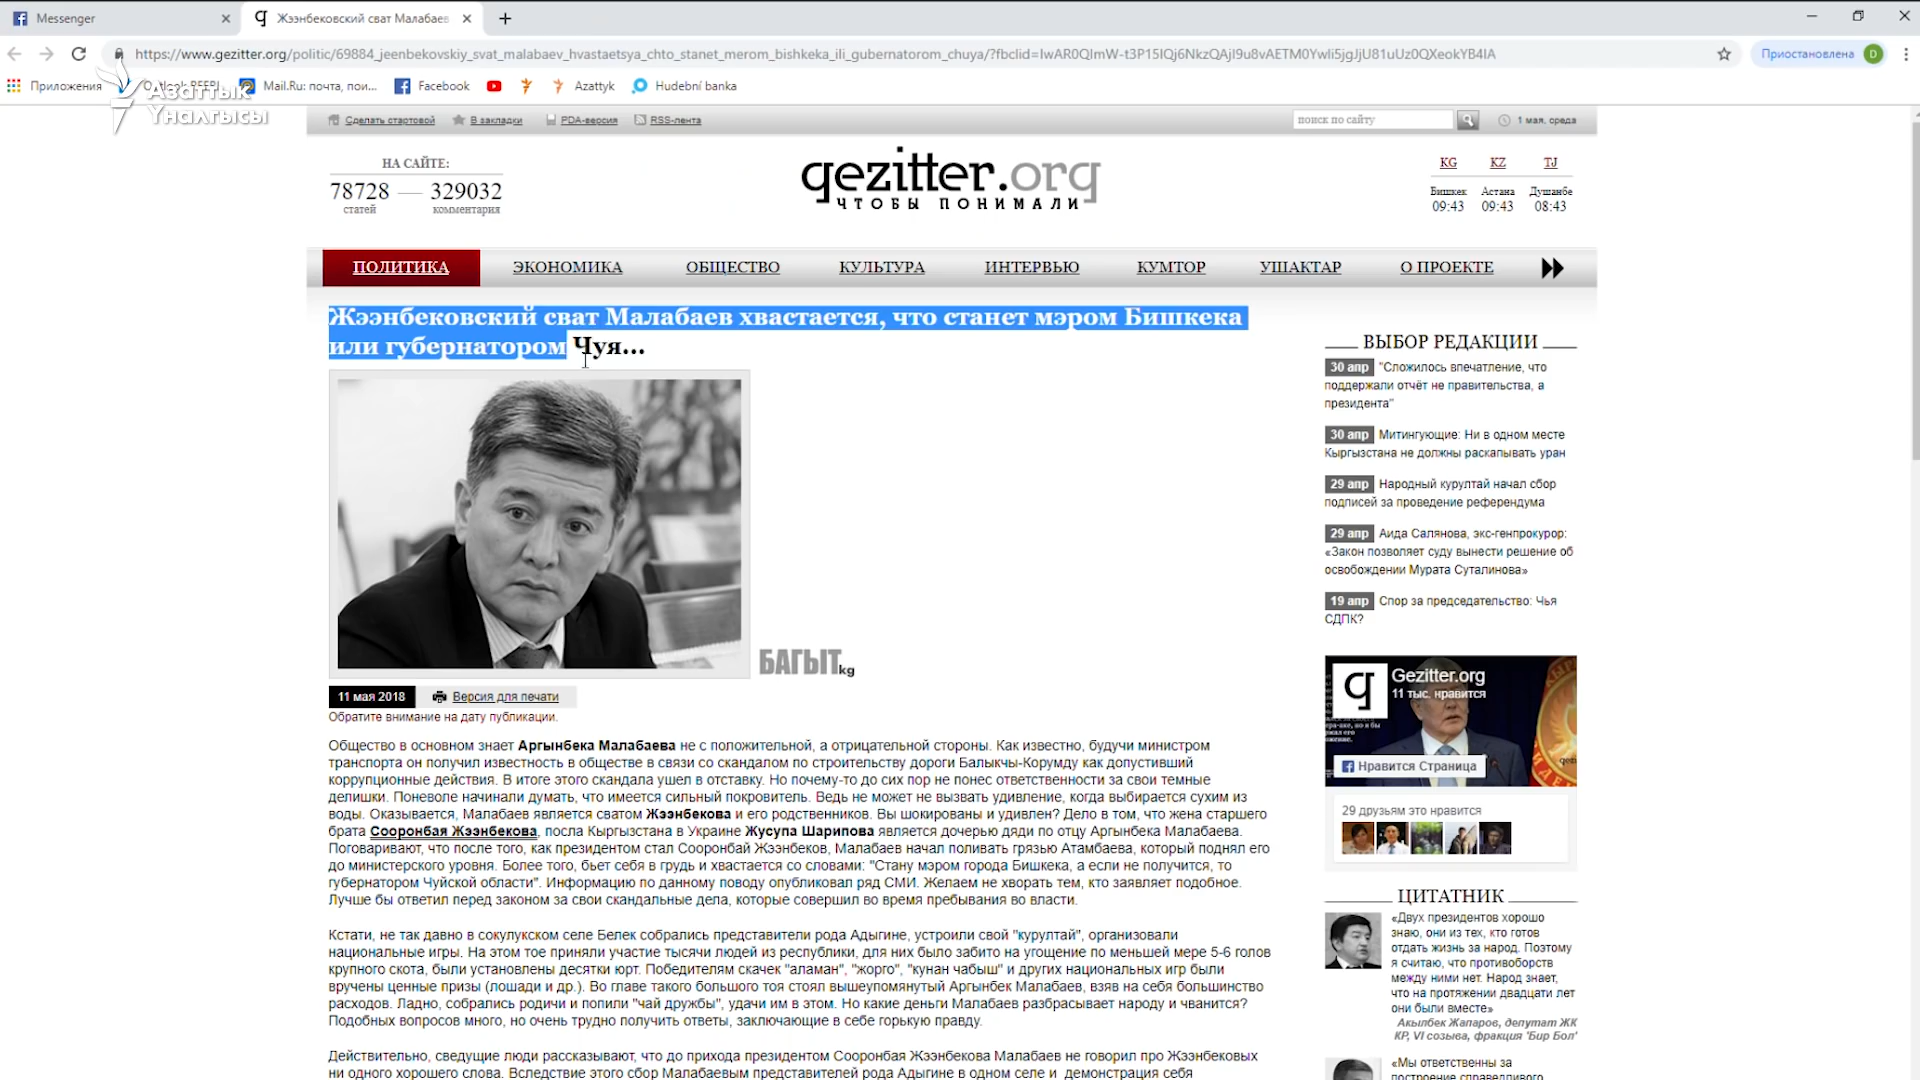 Messenger
Жээнбековский сват Малабаев
https://www.gezitter.org/politic/69884_jeenbekovskiy_svat_malabaev_hvastaetsya_chto_stanet_merom_bishkeka_ili_gubernatorom_chuya/?fbclid=IwAR0QImW-t3P15IQj6NkzQAjI9u8vAETM0Ywli5jgJjU81uUz0QXeokYB4IA
Приостановлена D
Приложения
Mail.Ru: почта, пои...
Facebook
Azattyk
Hudební banka
Азаттык
Үналгысы
Сделать стартовой
В закладки
PDA-версия
RSS-лента
поиск по сайту
1 мая, среда
НА САЙТЕ:
78728 — 329032
статей комментария
gezitter.org
ЧТОБЫ ПОНИМАЛИ
KG KZ TJ
Бишкек Астана Душанбе
09:43 09:43 08:43
ПОЛИТИКА ЭКОНОМИКА ОБЩЕСТВО КУЛЬТУРА ИНТЕРВЬЮ КУМТОР УШАКТАР О ПРОЕКТЕ
Жээнбековский сват Малабаев хвастается, что станет мэром Бишкека
или губернатором Чуя...
БАГЫТ.kg
11 мая 2018 Версия для печати
Обратите внимание на дату публикации.
Общество в основном знает Аргынбека Малабаева не с положительной, а отрицательной стороны. Как известно, будучи министром
транспорта он получил известность в обществе в связи со скандалом по строительству дороги Балыкчы-Корумду как допустивший
коррупционные действия. В итоге этого скандала ушел в отставку. Но почему-то до сих пор не понес ответственности за свои темные
делишки. Поневоле начинали думать, что имеется сильный покровитель. Ведь не может не вызвать удивление, когда выбирается сухим из
воды. Оказывается, Малабаев является сватом Жээнбекова и его родственников. Вы шокированы и удивлен? Дело в том, что жена старшего
брата Сооронбая Жээнбекова, посла Кыргызстана в Украине Жусупа Шарипова является дочерью дяди по отцу Аргынбека Малабаева.
Поговаривают, что после того, как президентом стал Сооронбай Жээнбеков, Малабаев начал поливать грязью Атамбаева, который поднял его
до министерского уровня. Более того, бьет себя в грудь и хвастается со словами: "Стану мэром города Бишкека, а если не получится, то
губернатором Чуйской области". Информацию по данному поводу опубликовал ряд СМИ. Желаем не хворать тем, кто заявляет подобное.
Лучше бы ответил перед законом за свои скандальные дела, которые совершил во время пребывания во власти.
Кстати, не так давно в сокулукском селе Белек собрались представители рода Адыгине, устроили свой "курултай", организовали
национальные игры. На этом тое приняли участие тысячи людей из республики, для них было забито на угощение по меньшей мере 5-6 голов
крупного скота, были установлены десятки юрт. Победителям скачек "аламан", "жорго", "кунан чабыш" и других национальных игр были
вручены ценные призы (лошади и др.). Во главе такого большого тоя стоял вышеупомянутый Аргынбек Малабаев, взяв на себя большинство
расходов. Ладно, собрались родичи и попили "чай дружбы", удачи им в этом. Но какие деньги Малабаев разбрасывает народу и чванится?
Подобных вопросов много, но очень трудно получить ответы, заключающие в себе горькую правду.
Действительно, сведущие люди рассказывают, что до прихода президентом Сооронбая Жээнбекова Малабаев не говорил про Жээнбековых
ни одного хорошего слова. Вследствие этого сбор Малабаевым представителей рода Адыгине в одном селе и демонстрация себя
ВЫБОР РЕДАКЦИИ
30 апр "Сложилось впечатление, что
поддержали отчёт не правительства, а
президента"
30 апр Митингующие: Ни в одном месте
Кыргызстана не должны раскапывать уран
29 апр Народный курултай начал сбор
подписей за проведение референдума
29 апр Аида Салянова, экс-генпрокурор:
«Закон позволяет суду вынести решение об
освобождении Мурата Суталинова»
19 апр Спор за председательство: Чья
СДПК?
Gezitter.org
11 тыс. нравится
Нравится Страница
29 друзьям это нравится
ЦИТАТНИК
«Двух президентов хорошо
знаю, они из тех, кто готов
отдать жизнь за народ. Поэтому
я считаю, что противоборств
между ними нет. Народ знает,
что на протяжении двадцати лет
они были вместе»
Акылбек Жапаров, депутат ЖК
КР, VI созыва, фракция 'Бир Бол'
«Мы ответственны за
построение справедливого